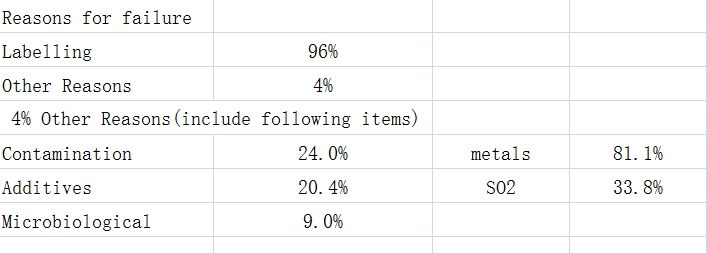 Reasons for failure
Labelling 96%
Other Reasons 4%
4% Other Reasons(include following items)
Contamination 24.0% metals 81.1%
Additives 20.4% SO2 33.8%
Microbiological 9.0%